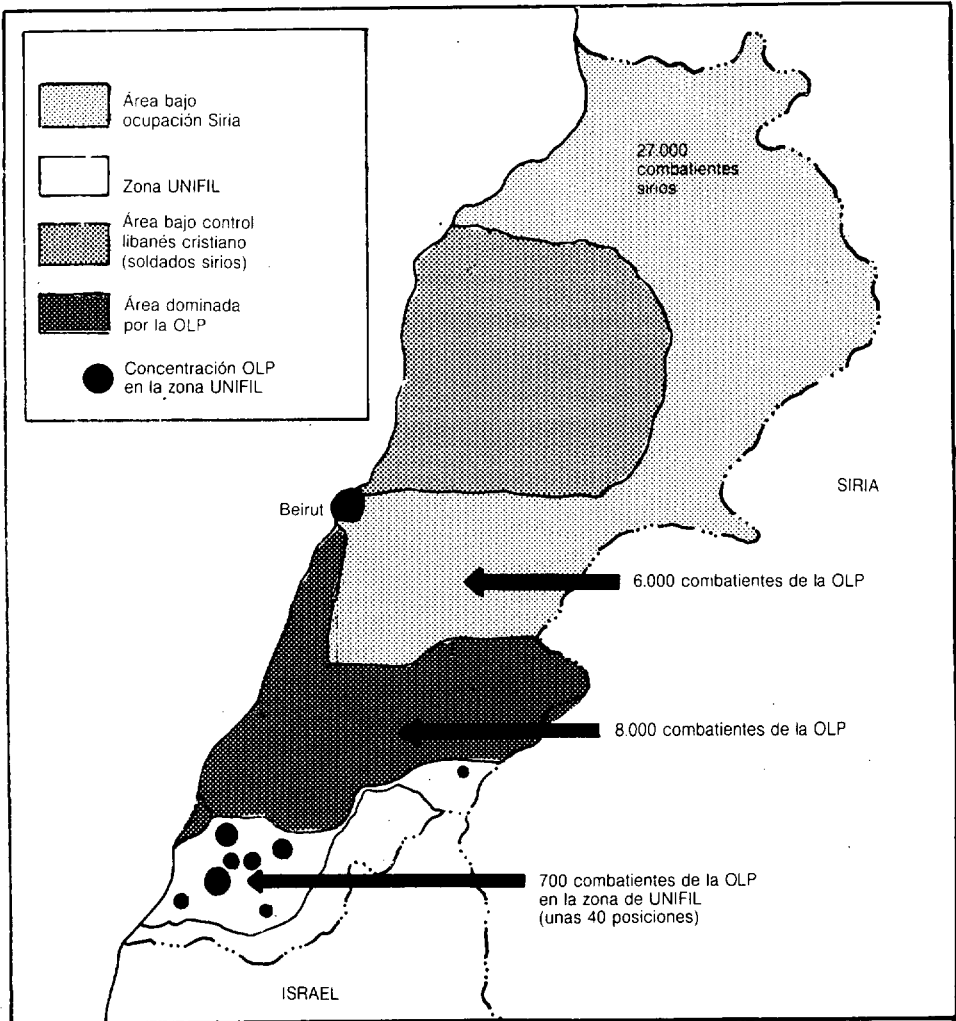 Área bajo
ocupación Siria
Zona UNIFIL
Área bajo control
libanés cristiano
(soldados sirios)
Área dominada
por la OLP
Concentración OLP
en la zona UNIFIL
27.000
combatientes
sirios
SIRIA
Beirut
6.000 combatientes de la OLP
8.000 combatientes de la OLP
700 combatientes de la OLP
en la zona de UNIFIL
(unas 40 posiciones)
ISRAEL